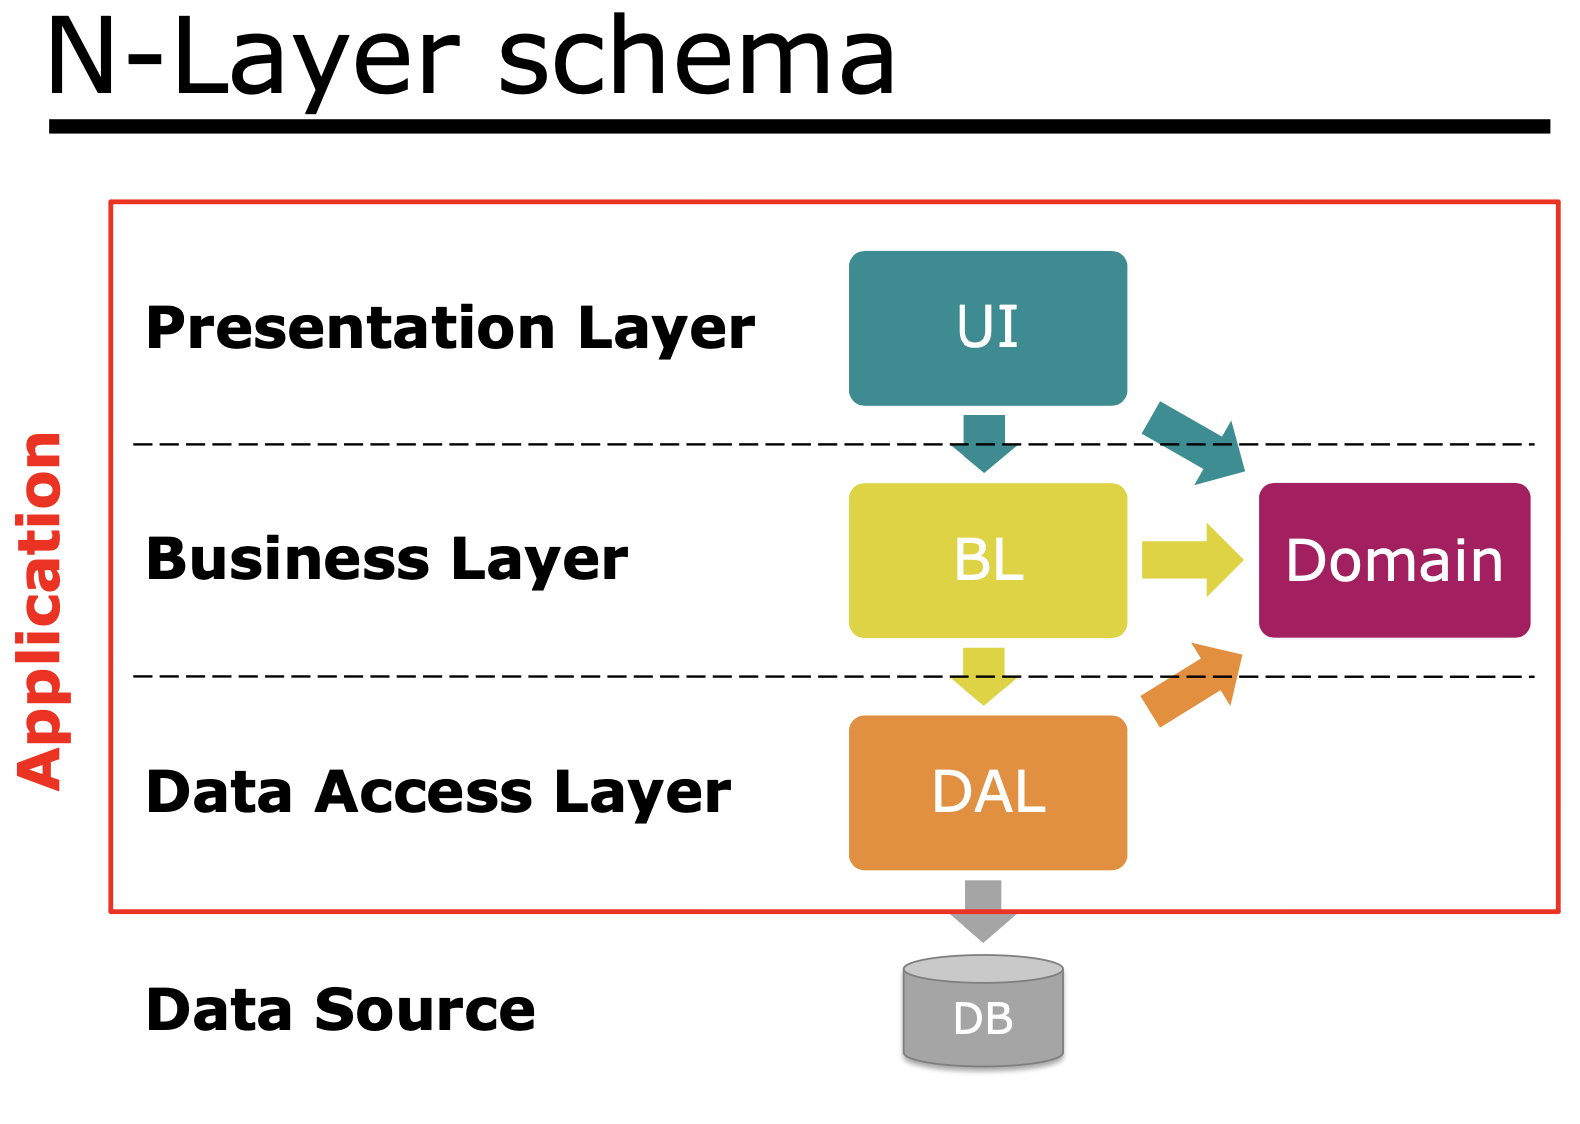 N-Layer schema
Application
Presentation Layer
UI
Business Layer
BL
Domain
Data Access Layer
DAL
Data Source
DB